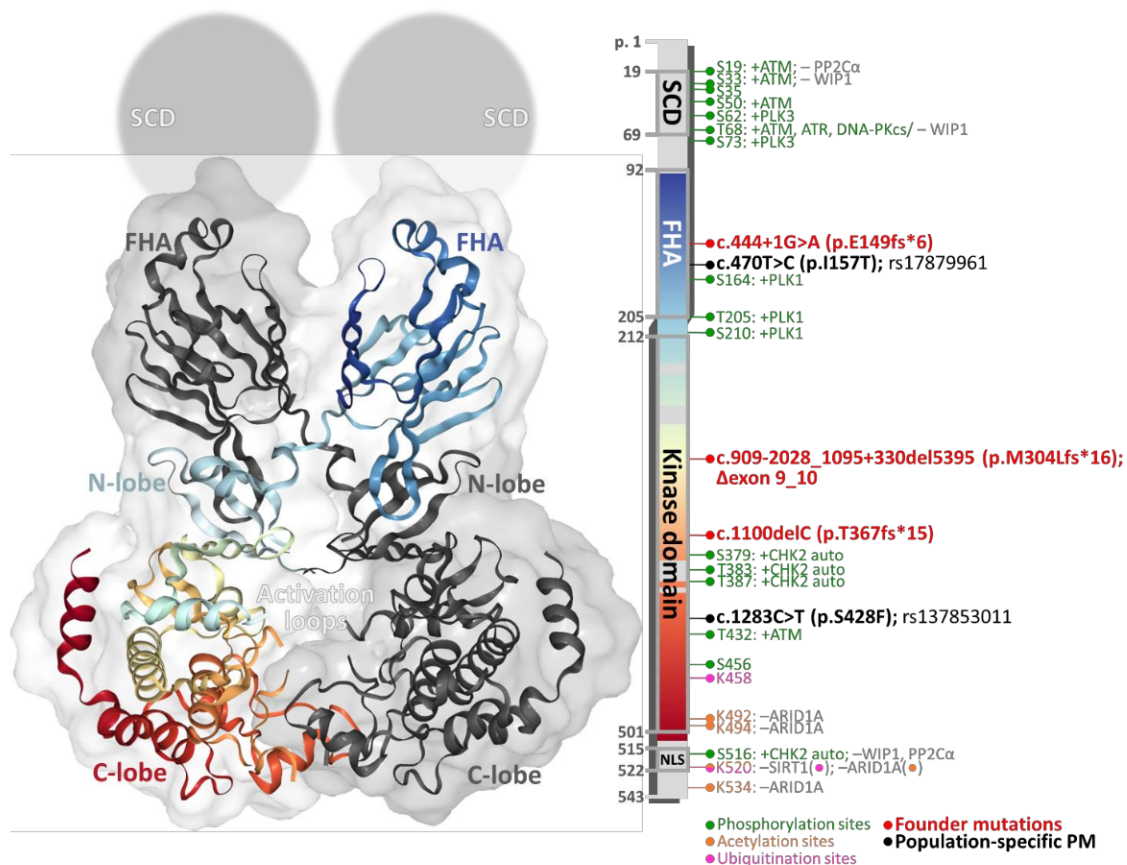 SCD
SCD
FHA
FHA
N-lobe
N-lobe
Activation
loops
C-lobe
C-lobe
p. 1
19
69
92
205
212
501
515
522
543
SCD
FHA
Kinase domain
NLS
S19: +ATM; – PP2Cα
S33: +ATM; – WIP1
S35
S50: +ATM
S62: +PLK3
T68: +ATM, ATR, DNA-PKcs/ – WIP1
S73: +PLK3
c.444+1G>A (p.E149fs*6)
c.470T>C (p.I157T); rs17879961
S164: +PLK1
T205: +PLK1
S210: +PLK1
c.909-2028_1095+330del5395 (p.M304Lfs*16);
Δexon 9_10
c.1100delC (p.T367fs*15)
S379: +CHK2 auto
T383: +CHK2 auto
T387: +CHK2 auto
c.1283C>T (p.S428F); rs137853011
T432: +ATM
S456
K458
K492: –ARID1A
K494: –ARID1A
S516: +CHK2 auto; –WIP1, PP2Cα
K520: –SIRT1(●); –ARID1A(●)
K534: –ARID1A
Phosphorylation sites
Acetylation sites
Ubiquitination sites
Founder mutations
Population-specific PM